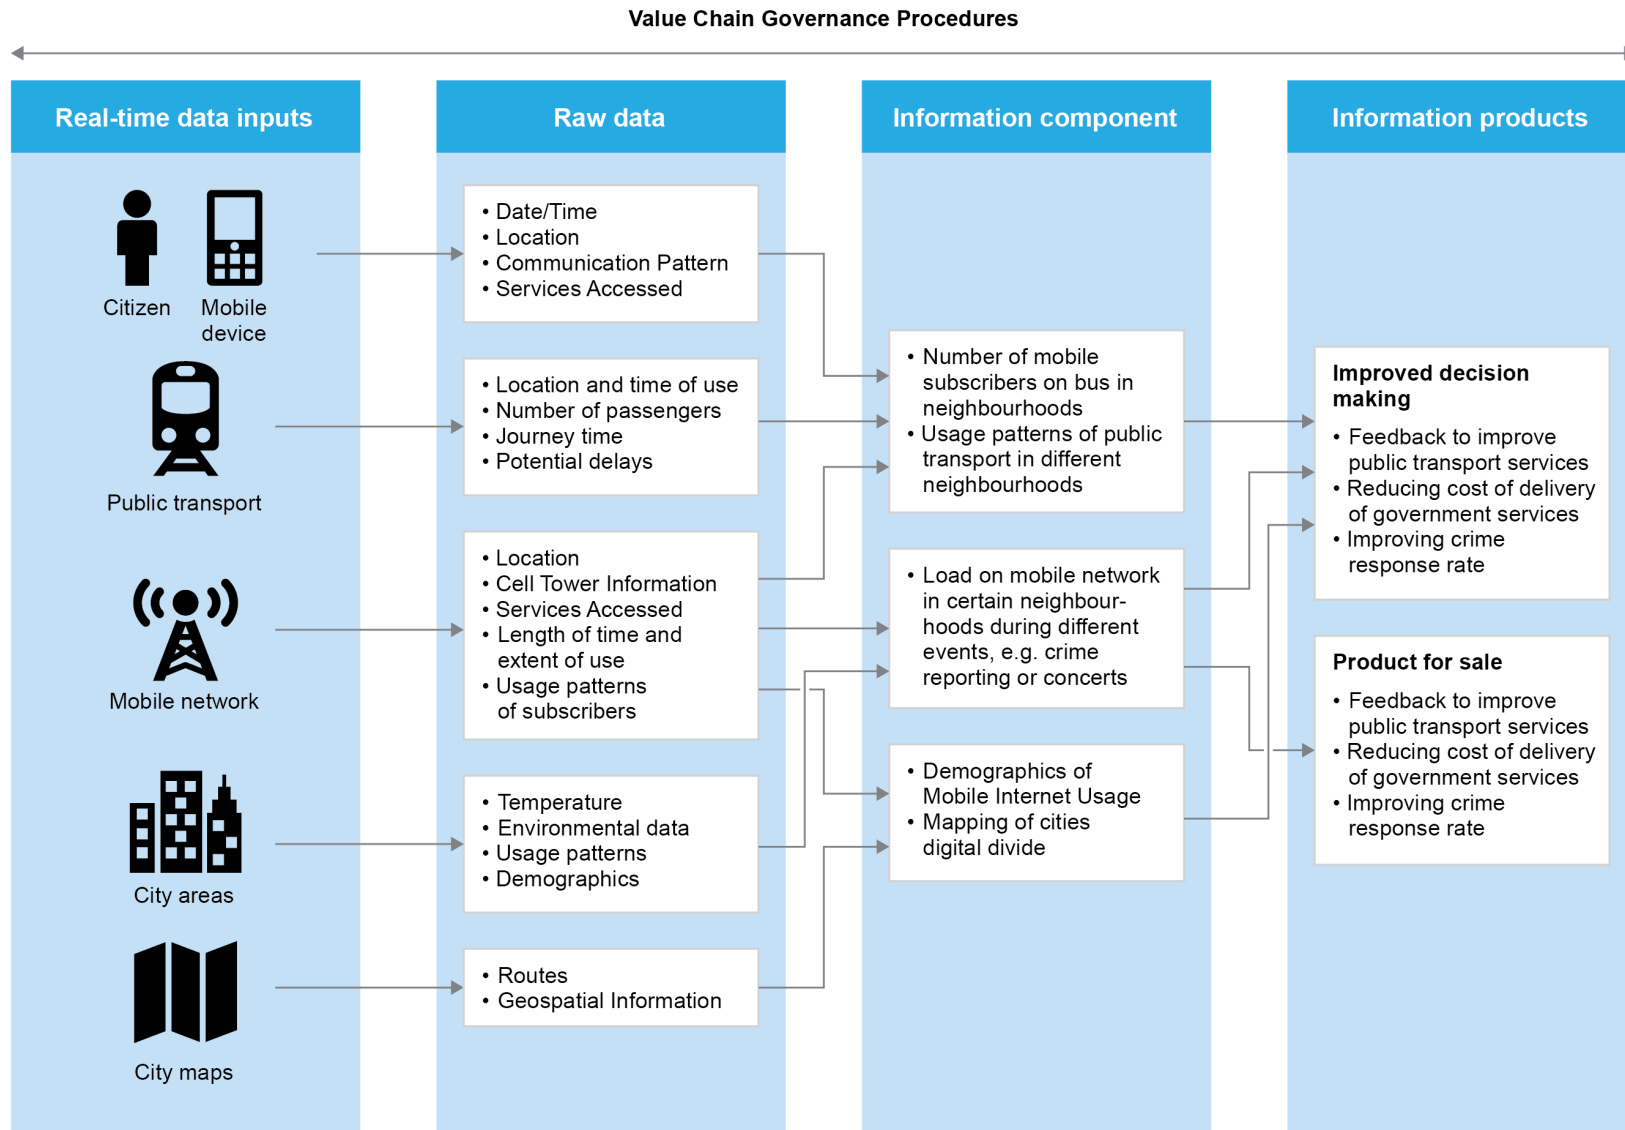 Value Chain Governance Procedures
Real-time data inputs
Citizen
Mobile
device
Public transport
Mobile network
City areas
City maps
Raw data
• Date/Time
• Location
• Communication Pattern
• Services Accessed
• Location and time of use
• Number of passengers
• Journey time
• Potential delays
• Location
• Cell Tower Information
• Services Accessed
• Length of time and
extent of use
• Usage patterns
of subscribers
• Temperature
• Environmental data
• Usage patterns
• Demographics
• Routes
• Geospatial Information
Information component
• Number of mobile
subscribers on bus in
neighbourhoods
• Usage patterns of public
transport in different
neighbourhoods
• Load on mobile network
in certain neighbour-
hoods during different
events, e.g. crime
reporting or concerts
• Demographics of
Mobile Internet Usage
• Mapping of cities
digital divide
Information products
Improved decision
making
• Feedback to improve
public transport services
• Reducing cost of delivery
of government services
• Improving crime
response rate
Product for sale
• Feedback to improve
public transport services
• Reducing cost of delivery
of government services
• Improving crime
response rate